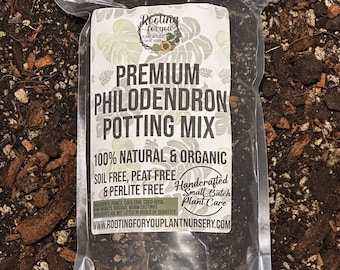 Rooting
for you
PREMIUM
PHILODENDRON
POTTING MIX
100% NATURAL & ORGANIC
SOIL FREE, PEAT FREE
& PERLITE FREE
Handcrafted
Small Batch
Plant Care
WWW.ROOTINGFORYOUPLANTNURSERY.COM